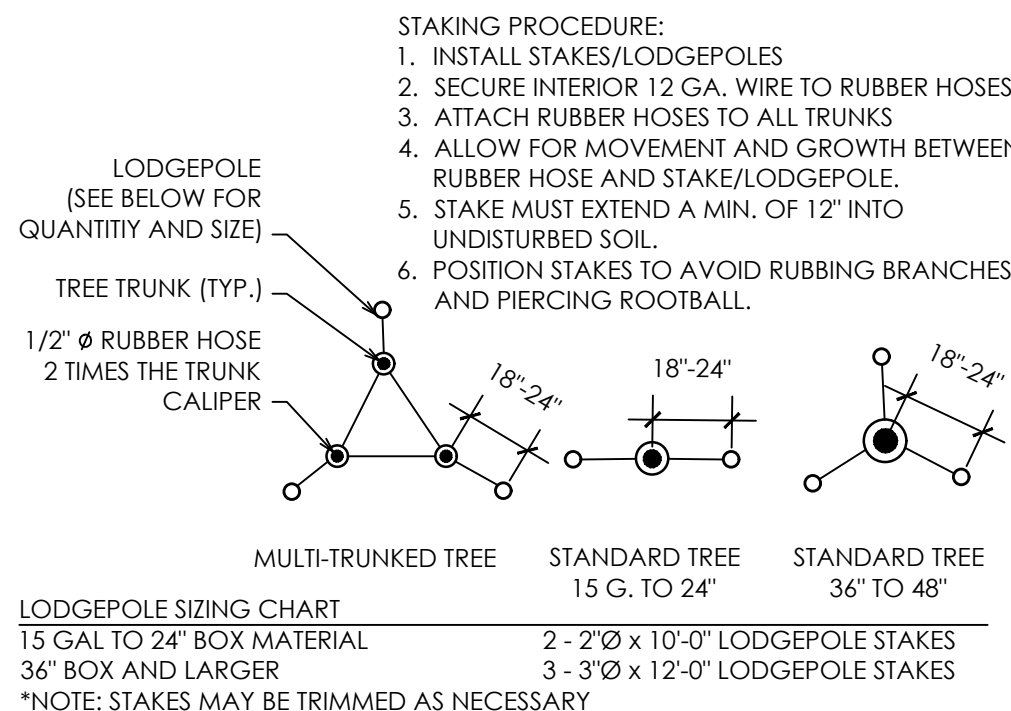 STAKING PROCEDURE:
1. INSTALL STAKES/LODGEPOLES
2. SECURE INTERIOR 12 GA. WIRE TO RUBBER HOSES
3. ATTACH RUBBER HOSES TO ALL TRUNKS
4. ALLOW FOR MOVEMENT AND GROWTH BETWEEN
RUBBER HOSE AND STAKE/LODGEPOLE.
5. STAKE MUST EXTEND A MIN. OF 12" INTO
UNDISTURBED SOIL.
6. POSITION STAKES TO AVOID RUBBING BRANCHES
AND PIERCING ROOTBALL.
LODGEPOLE
(SEE BELOW FOR
QUANTITIY AND SIZE)
TREE TRUNK (TYP.)
1/2" Ø RUBBER HOSE
2 TIMES THE TRUNK
CALIPER
18"-24"
18"-24"
18"-24"
MULTI-TRUNKED TREE
STANDARD TREE
15 G. TO 24"
STANDARD TREE
36" TO 48"
LODGEPOLE SIZING CHART
15 GAL TO 24" BOX MATERIAL 2 - 2"Ø x 10'-0" LODGEPOLE STAKES
36" BOX AND LARGER 3 - 3"Ø x 12'-0" LODGEPOLE STAKES
*NOTE: STAKES MAY BE TRIMMED AS NECESSARY